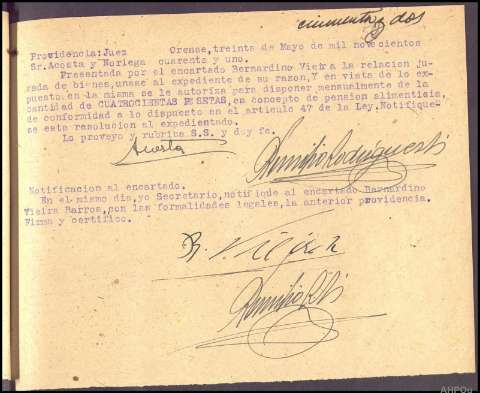 cincuenta y dos
Providencia: Juez Orense, treinta de Mayo de mil novecientos
Sr. Acosta y Noriega cuarenta y uno.
Presentada por el encartado Bernardino Vieira la relación ju-
rada de bienes, unase al expediente de su razon, Y en vista de lo ex-
puesto, en la misma se le autoriza para disponer mensualmente de la
cantidad de CUATROCIENTAS PESETAS, en concepto de pension alimenticia,
de conformidad a lo dispuesto en el articulo 47 de la Ley. Notifique-
se esta resolucion al expedientado.
Lo proveyo y rubrica S.S. y doy fe.
Acosta
Notificacion al encartado.
En el mismo dia, yo Secretario, notifique al encartado Bernardino
Vieira Barros, con las formalidades legales, la anterior providencia.
Firma y certifico.
B. Vieira
AHPOu